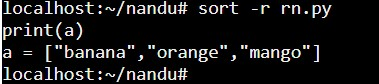 localhost:~/nandu# sort -r rn.py
print(a)
a = ["banana","orange","mango"]
localhost:~/nandu#